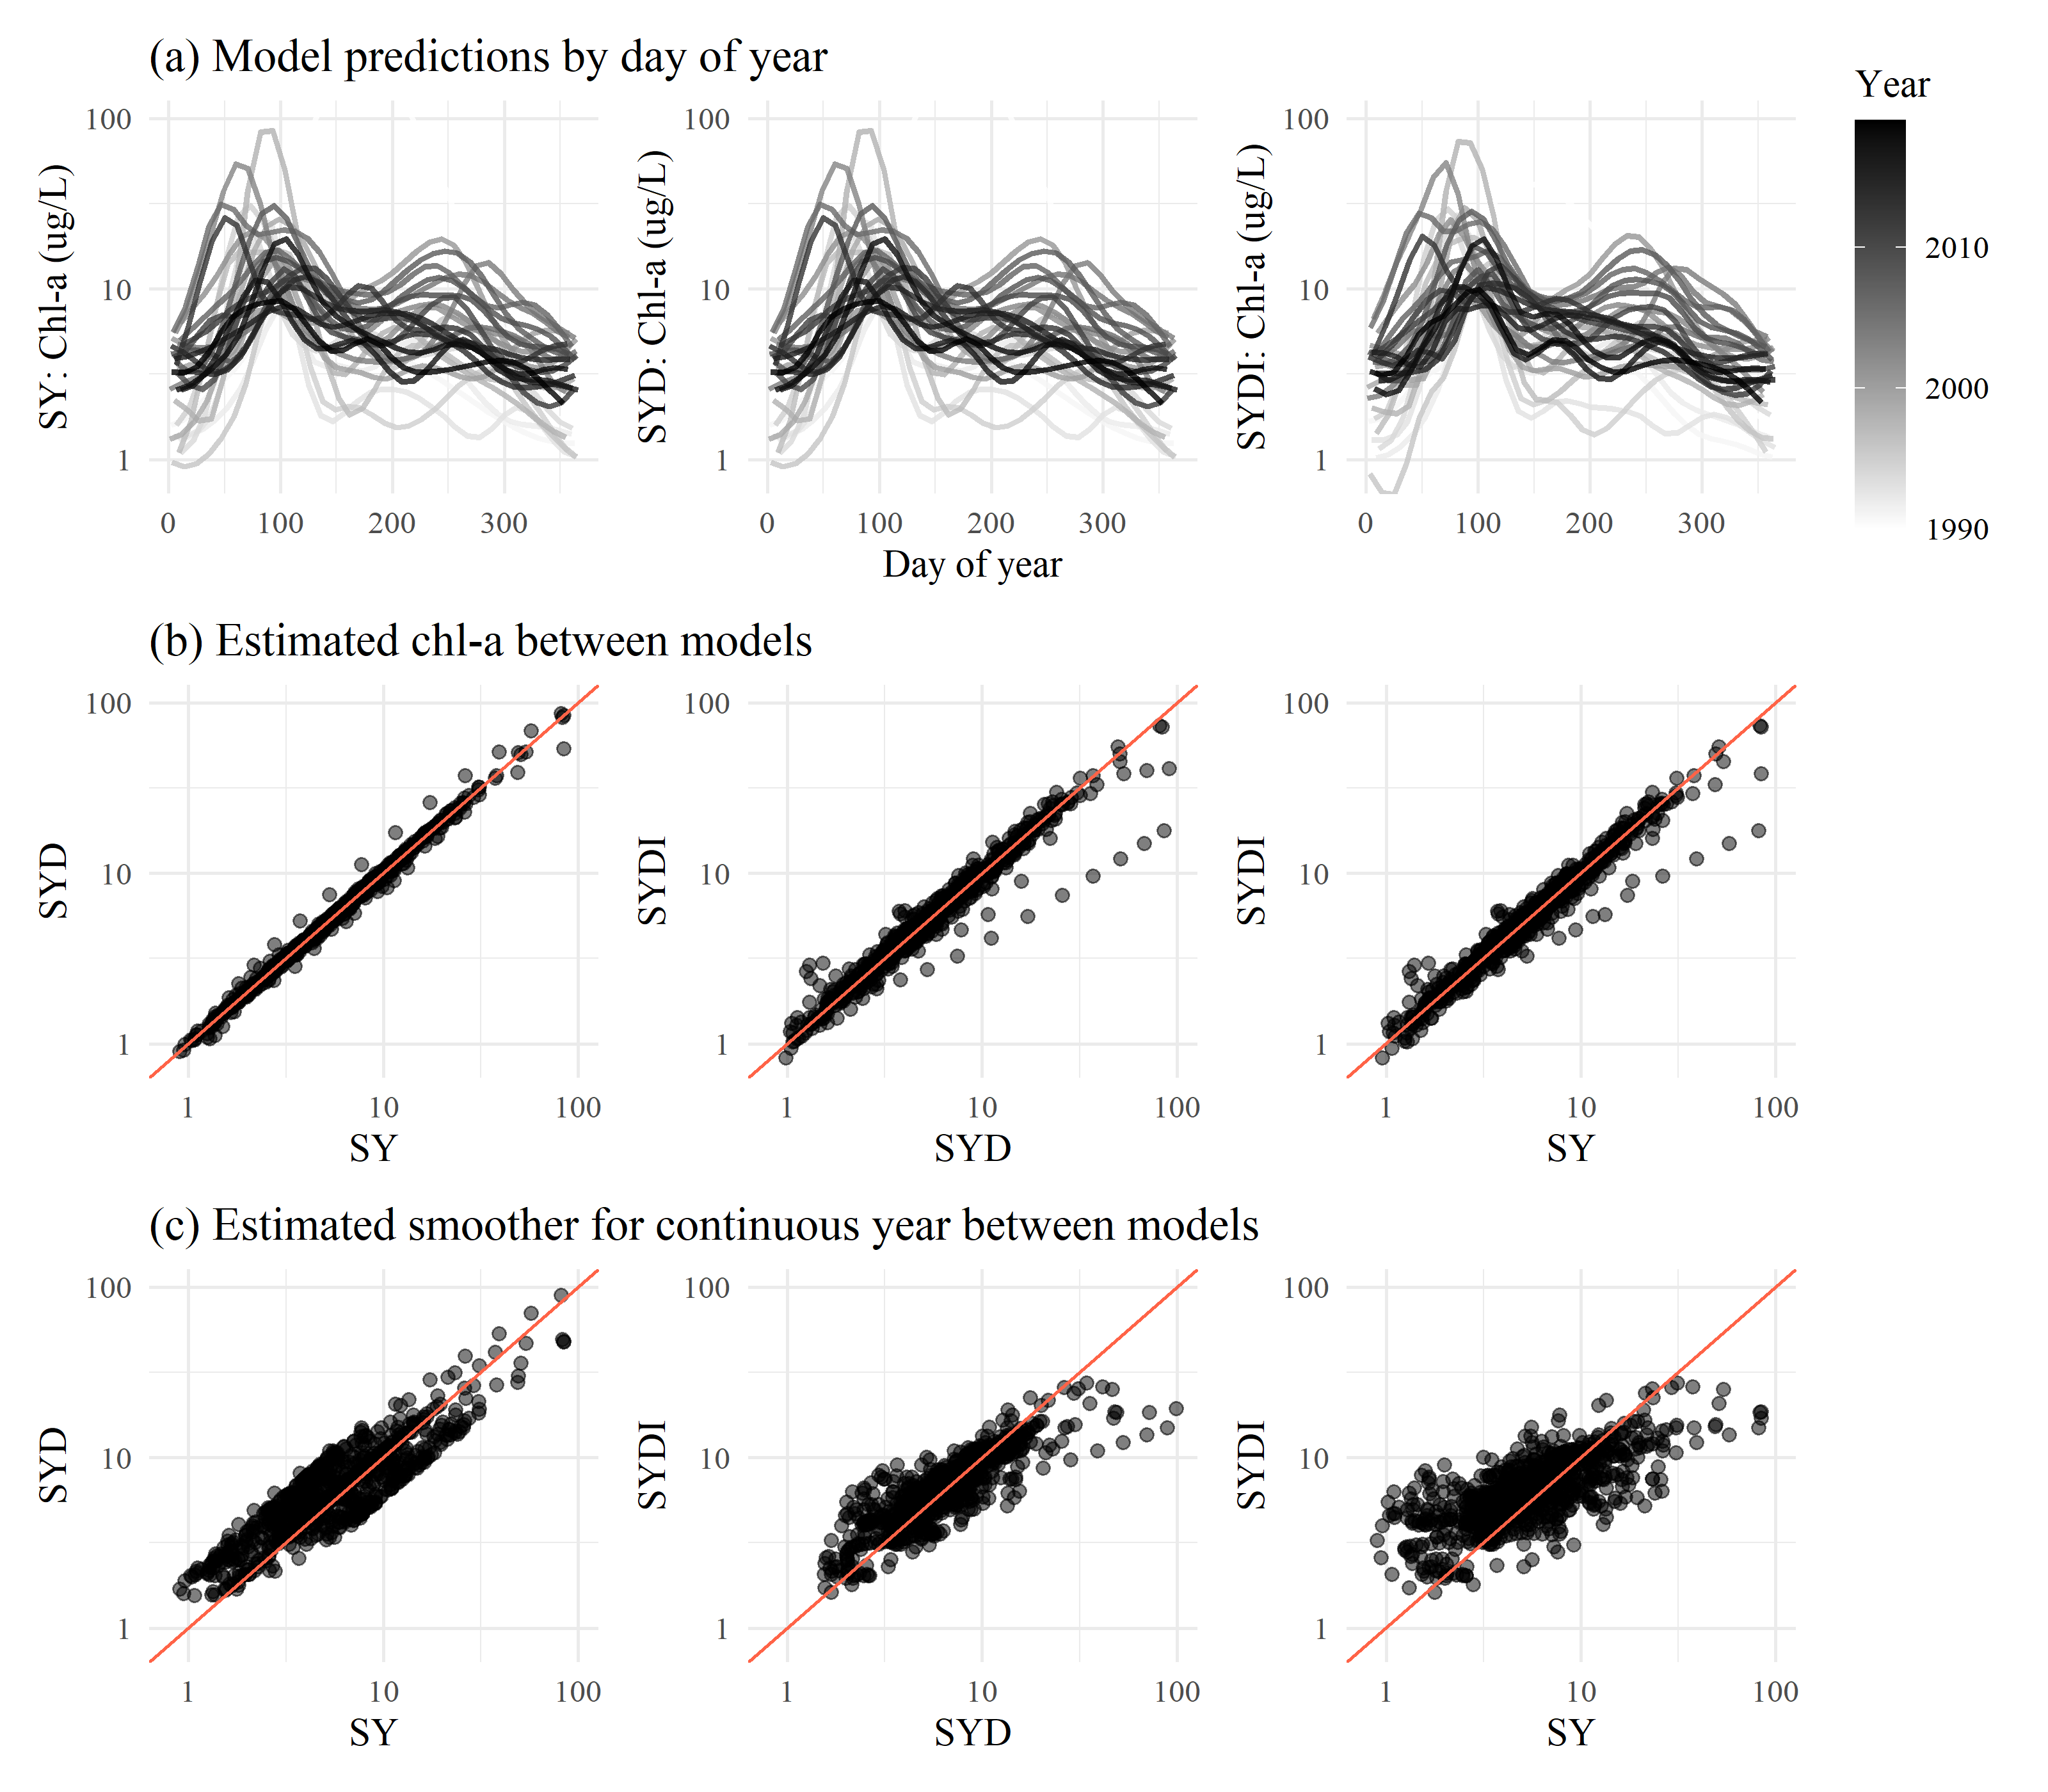 (a) Model predictions by day of year
SY: Chl-a (ug/L)
100
10
1
0 100 200 300
SYD: Chl-a (ug/L)
100
10
1
0 100 200 300
SYDI: Chl-a (ug/L)
100
10
1
0 100 200 300
Day of year
Year
2010
2000
1990
(b) Estimated chl-a between models
SYD
100
10
1
1 10 100
SY
SYDI
100
10
1
1 10 100
SYD
SYDI
100
10
1
1 10 100
SY
(c) Estimated smoother for continuous year between models
SYD
100
10
1
1 10 100
SY
SYDI
100
10
1
1 10 100
SYD
SYDI
100
10
1
1 10 100
SY